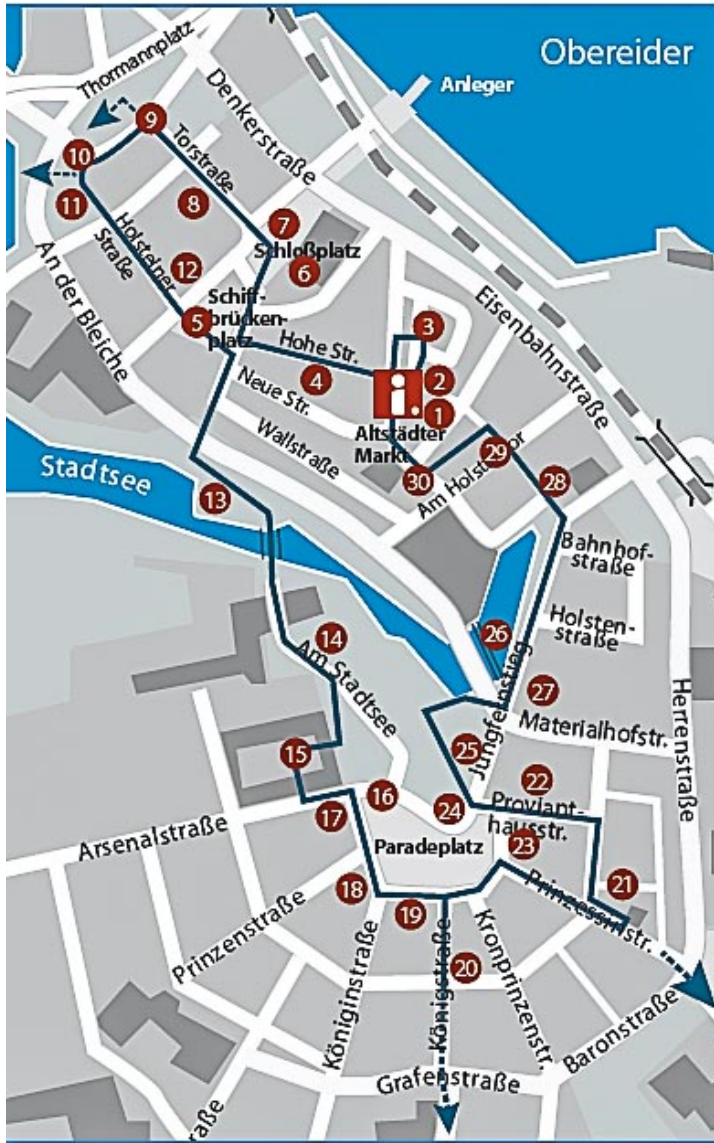 Obereider
Thormannplatz
Denkerstraße
Anleger
9
Torstraße
10
8
11
7
Schloßplatz
Holsteiner
Straße
12
6
An der Bleiche
Schiff-
brücken-
platz
5
Eisenbahnstraße
3
Hohe Str.
4
i.
2
1
Neue Str.
Altstädter
Markt
Wallstraße
29
30
Am Holstentor
28
Stadtsee
13
Bahnhof-
straße
Holsten-
straße
14
26
Am Stadtsee
Jungfernstieg
27
Herrenstraße
Materialhofstr.
15
25
22
16
24
Proviant-
hausstr.
17
Arsenalstraße
Paradeplatz
23
21
18
Prinzessinstr.
19
Prinzenstraße
Königinstraße
Königstraße
20
Kronprinzenstr.
Baronstraße
Grafenstraße
raße